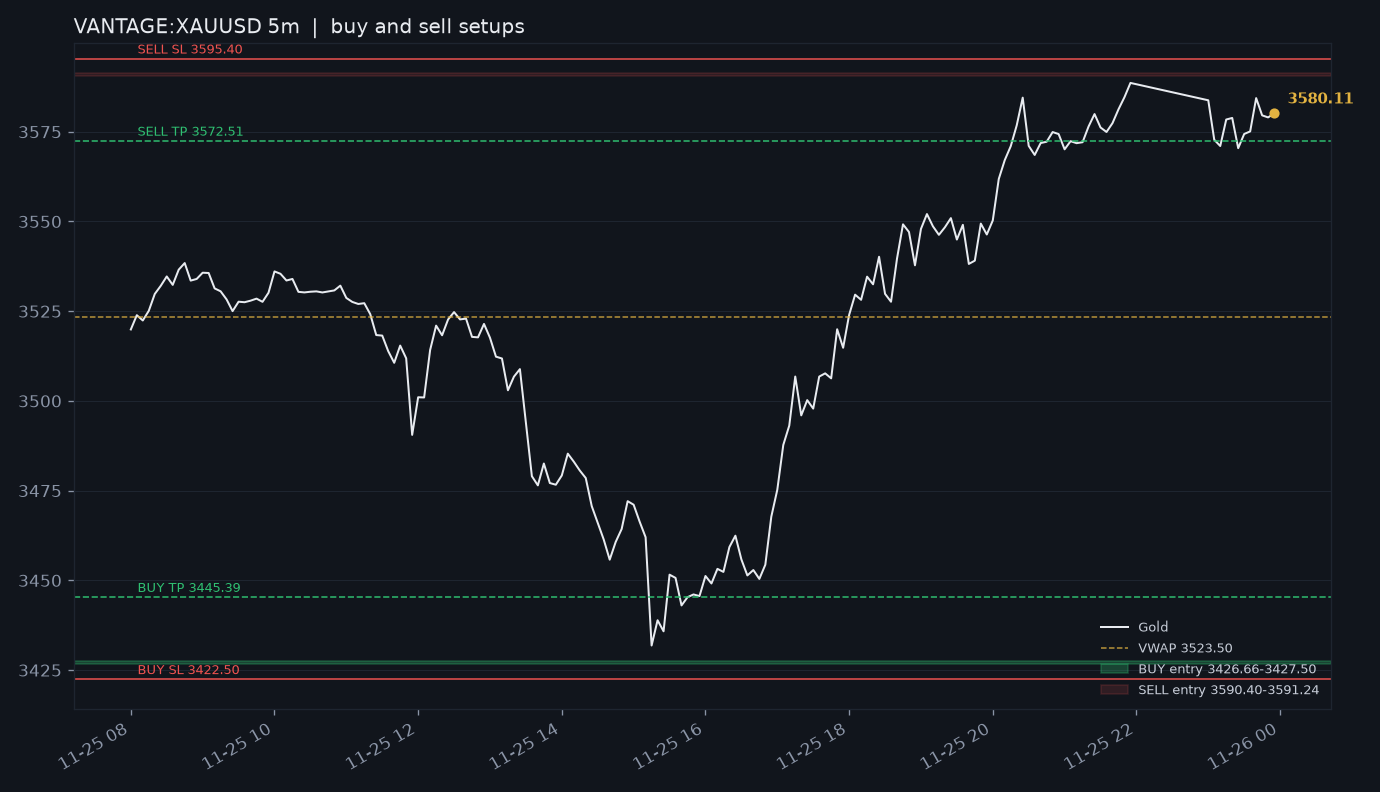 VANTAGE:XAUUSD 5m | buy and sell setups
SELL SL 3595.40
3580.11
SELL TP 3572.51
3575
3550
3525
3500
3475
3450
3425
BUY TP 3445.39
BUY SL 3422.50
Gold
VWAP 3523.50
BUY entry 3426.66-3427.50
SELL entry 3590.40-3591.24
11-25 08
11-25 10
11-25 12
11-25 14
11-25 16
11-25 18
11-25 20
11-25 22
11-26 00